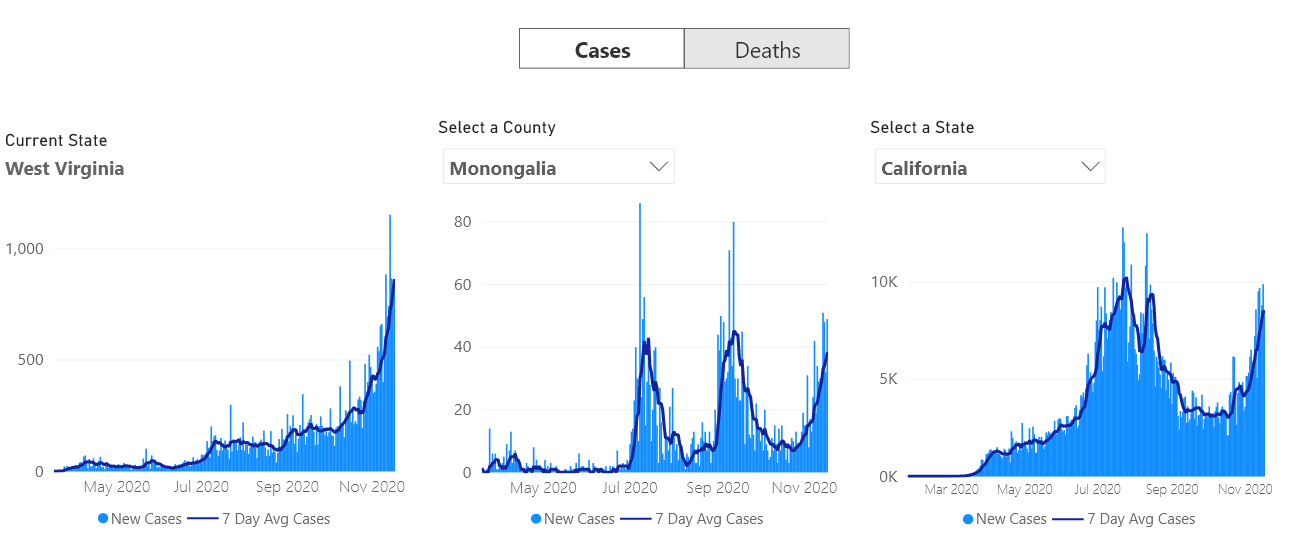 Cases Deaths
Current State
West Virginia
Select a County
Monongalia
Select a State
California
1,000
500
0
May 2020 Jul 2020 Sep 2020 Nov 2020
New Cases 7 Day Avg Cases
80
60
40
20
0
May 2020 Jul 2020 Sep 2020 Nov 2020
New Cases 7 Day Avg Cases
10K
5K
0K
Mar 2020 May 2020 Jul 2020 Sep 2020 Nov 2020
New Cases 7 Day Avg Cases